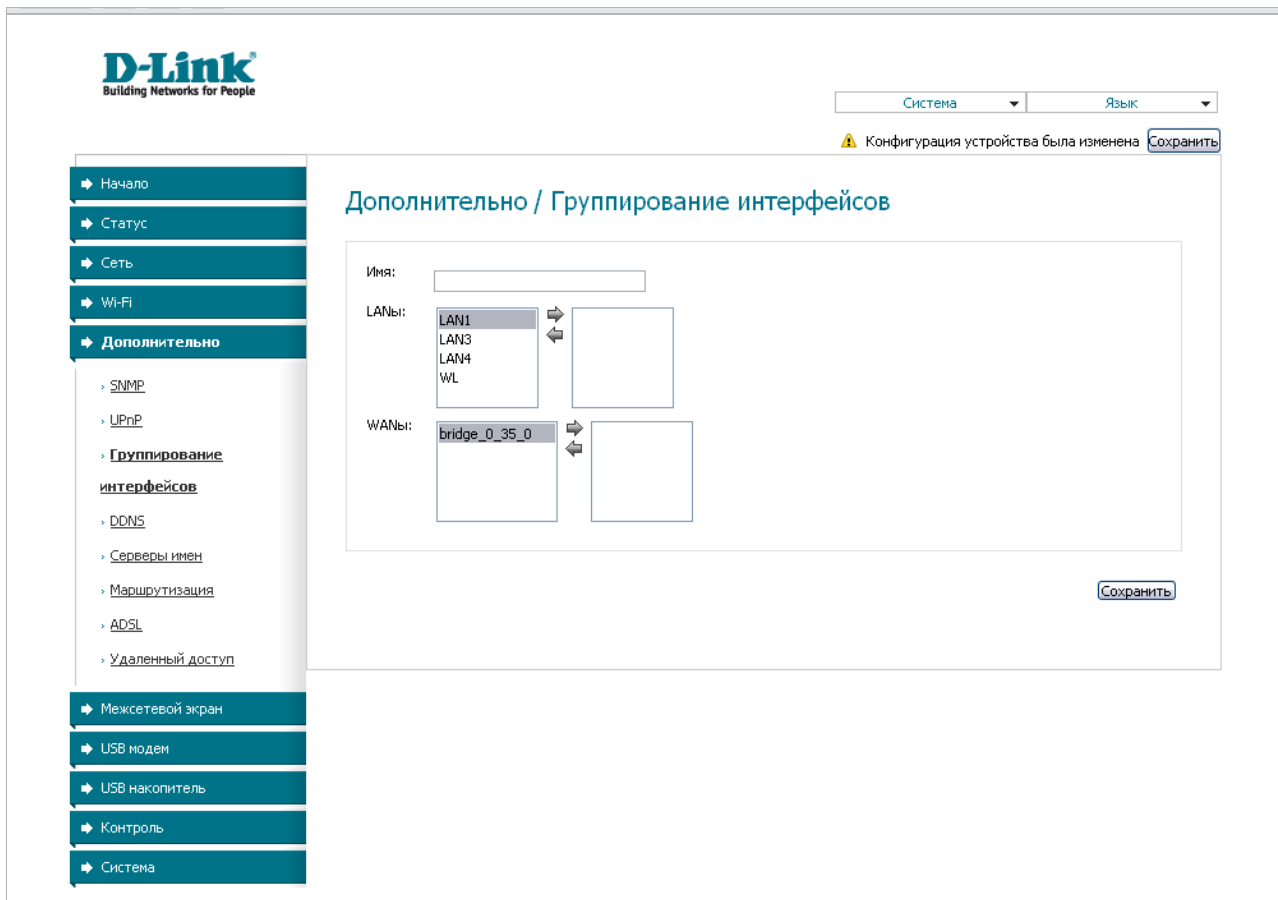 D-Link
Building Networks for People
Система
Язык
Конфигурация устройства была изменена Сохранить
Начало
Статус
Сеть
Wi-Fi
Дополнительно
SNMP
UPnP
Группирование
интерфейсов
DDNS
Серверы имен
Маршрутизация
ADSL
Удаленный доступ
Межсетевой экран
USB модем
USB накопитель
Контроль
Система
Дополнительно / Группирование интерфейсов
Имя:
LANы:
LAN1
LAN3
LAN4
WL
WANы:
bridge_0_35_0
Сохранить